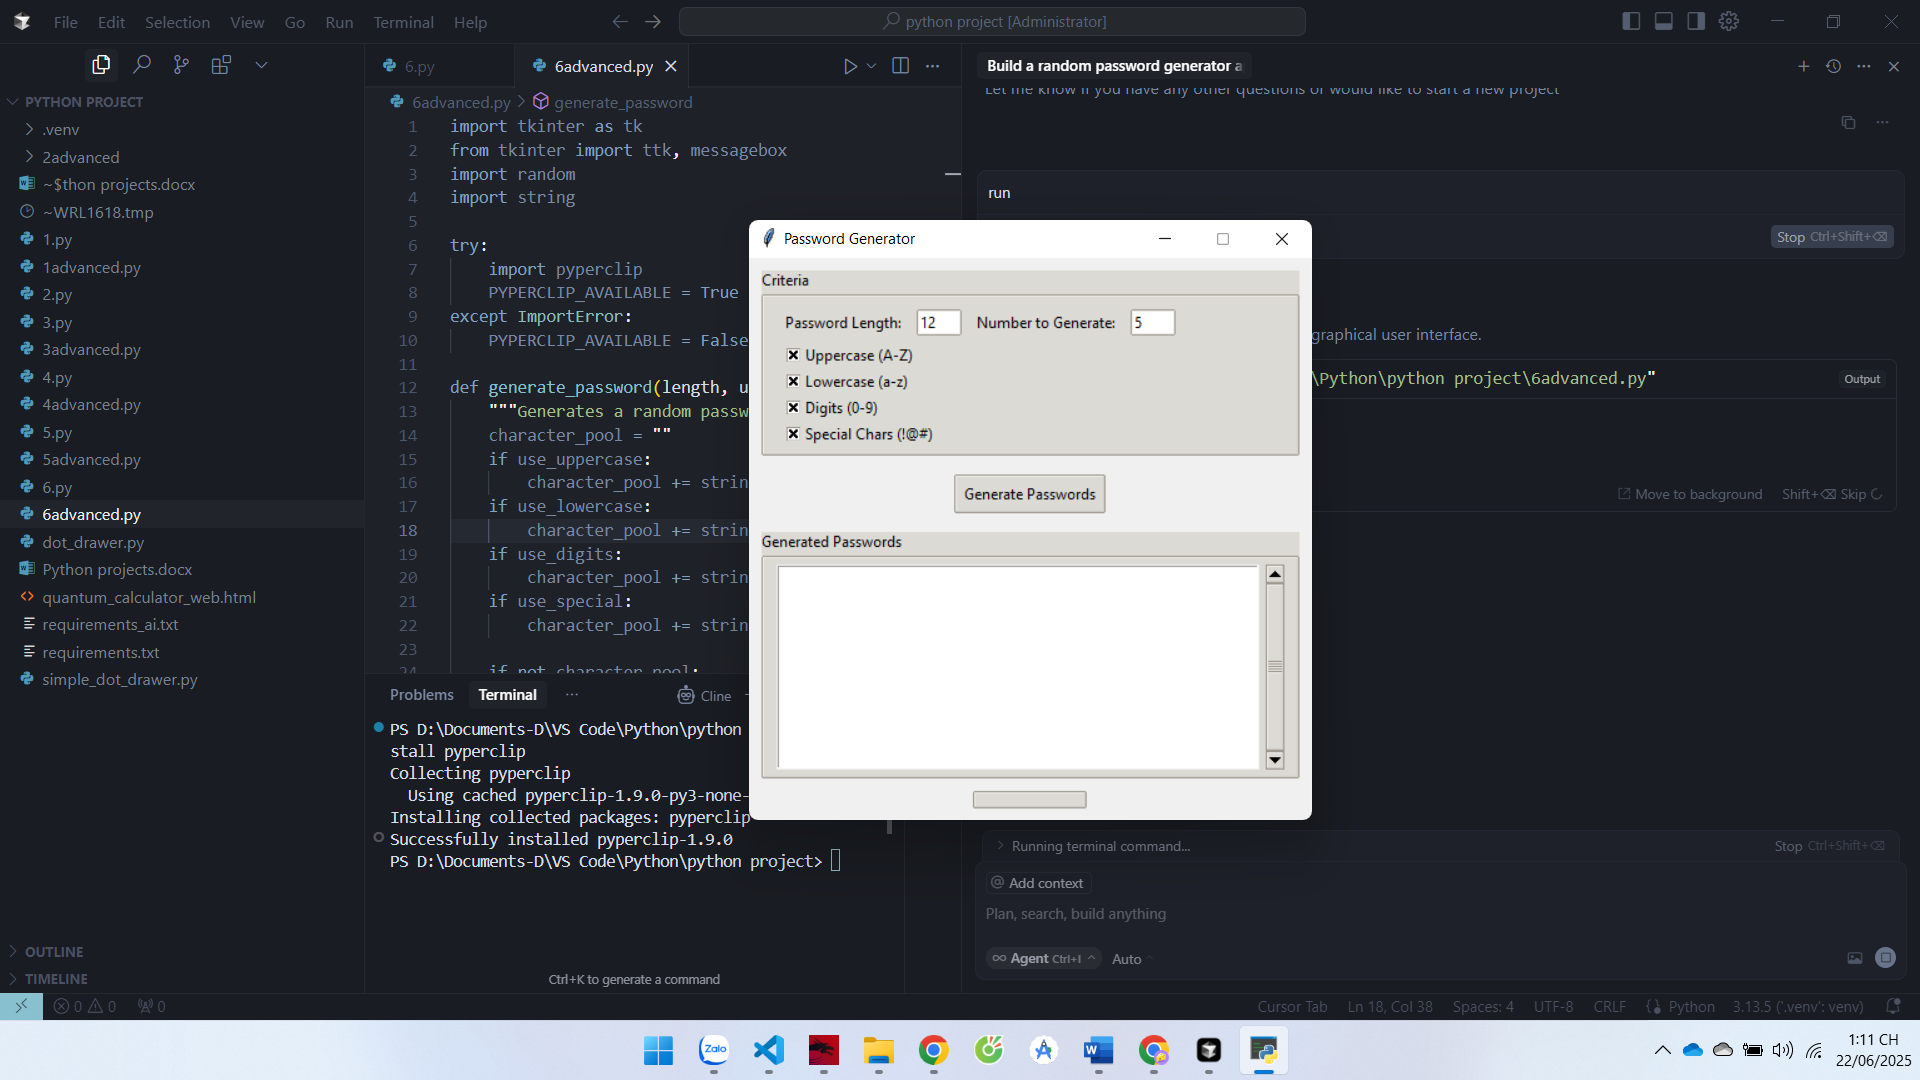 File Edit Selection View Go Run Terminal Help
python project [Administrator]
6.py
6advanced.py
Build a random password generator a
PYTHON PROJECT
.venv
2advanced
~$thon projects.docx
~WRL1618.tmp
1.py
1advanced.py
2.py
3.py
3advanced.py
4.py
4advanced.py
5.py
5advanced.py
6.py
6advanced.py
dot_drawer.py
Python projects.docx
quantum_calculator_web.html
requirements_ai.txt
requirements.txt
simple_dot_drawer.py
OUTLINE
TIMELINE
6advanced.py > generate_password
1 import tkinter as tk
2 from tkinter import ttk, messagebox
3 import random
4 import string
5
6 try:
7 import pyperclip
8 PYPERCLIP_AVAILABLE = True
9 except ImportError:
10 PYPERCLIP_AVAILABLE = False
11
12 def generate_password(length, u
13 """Generates a random passw
14 character_pool = ""
15 if use_uppercase:
16 character_pool += strin
17 if use_lowercase:
18 character_pool += strin
19 if use_digits:
20 character_pool += strin
21 if use_special:
22 character_pool += strin
23
24 if not character_pool:
Problems Terminal Cline
PS D:\Documents-D\VS Code\Python\python
stall pyperclip
Collecting pyperclip
Using cached pyperclip-1.9.0-py3-none-
Installing collected packages: pyperclip
Successfully installed pyperclip-1.9.0
PS D:\Documents-D\VS Code\Python\python project>
Ctrl+K to generate a command
Password Generator
Criteria
Password Length: 12 Number to Generate: 5
Uppercase (A-Z)
Lowercase (a-z)
Digits (0-9)
Special Chars (!@#)
Generate Passwords
Generated Passwords
Let me know if you have any other questions or would like to start a new project
run
Stop Ctrl+Shift+⌫
graphical user interface.
\Python\python project\6advanced.py"
Output
Move to background Shift+⌫ Skip
Running terminal command...
Stop Ctrl+Shift+⌫
@ Add context
Plan, search, build anything
∞ Agent Ctrl+I Auto
0 0 0
Cursor Tab Ln 18, Col 38 Spaces: 4 UTF-8 CRLF {} Python 3.13.5 ('.venv': venv)
Zalo
1:11 CH
22/06/2025